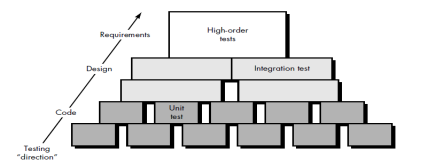 Requirements
High-order
tests
Design
Integration test
Code
Unit
test
Testing
"direction"